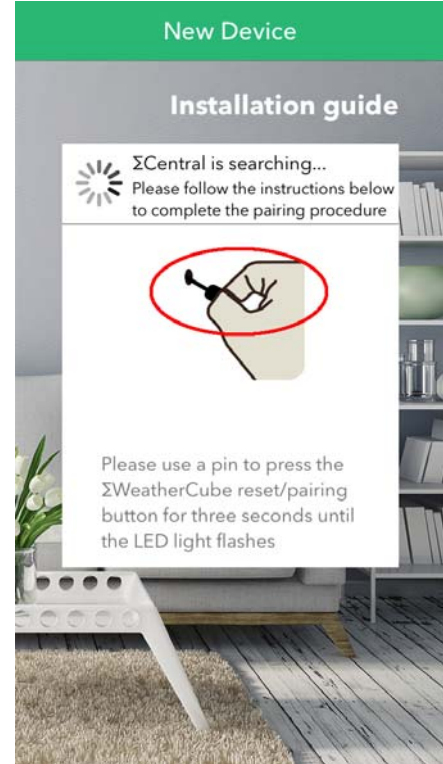 New Device
Installation guide
ΣCentral is searching...
Please follow the instructions below
to complete the pairing procedure
Please use a pin to press the
ΣWeatherCube reset/pairing
button for three seconds until
the LED light flashes